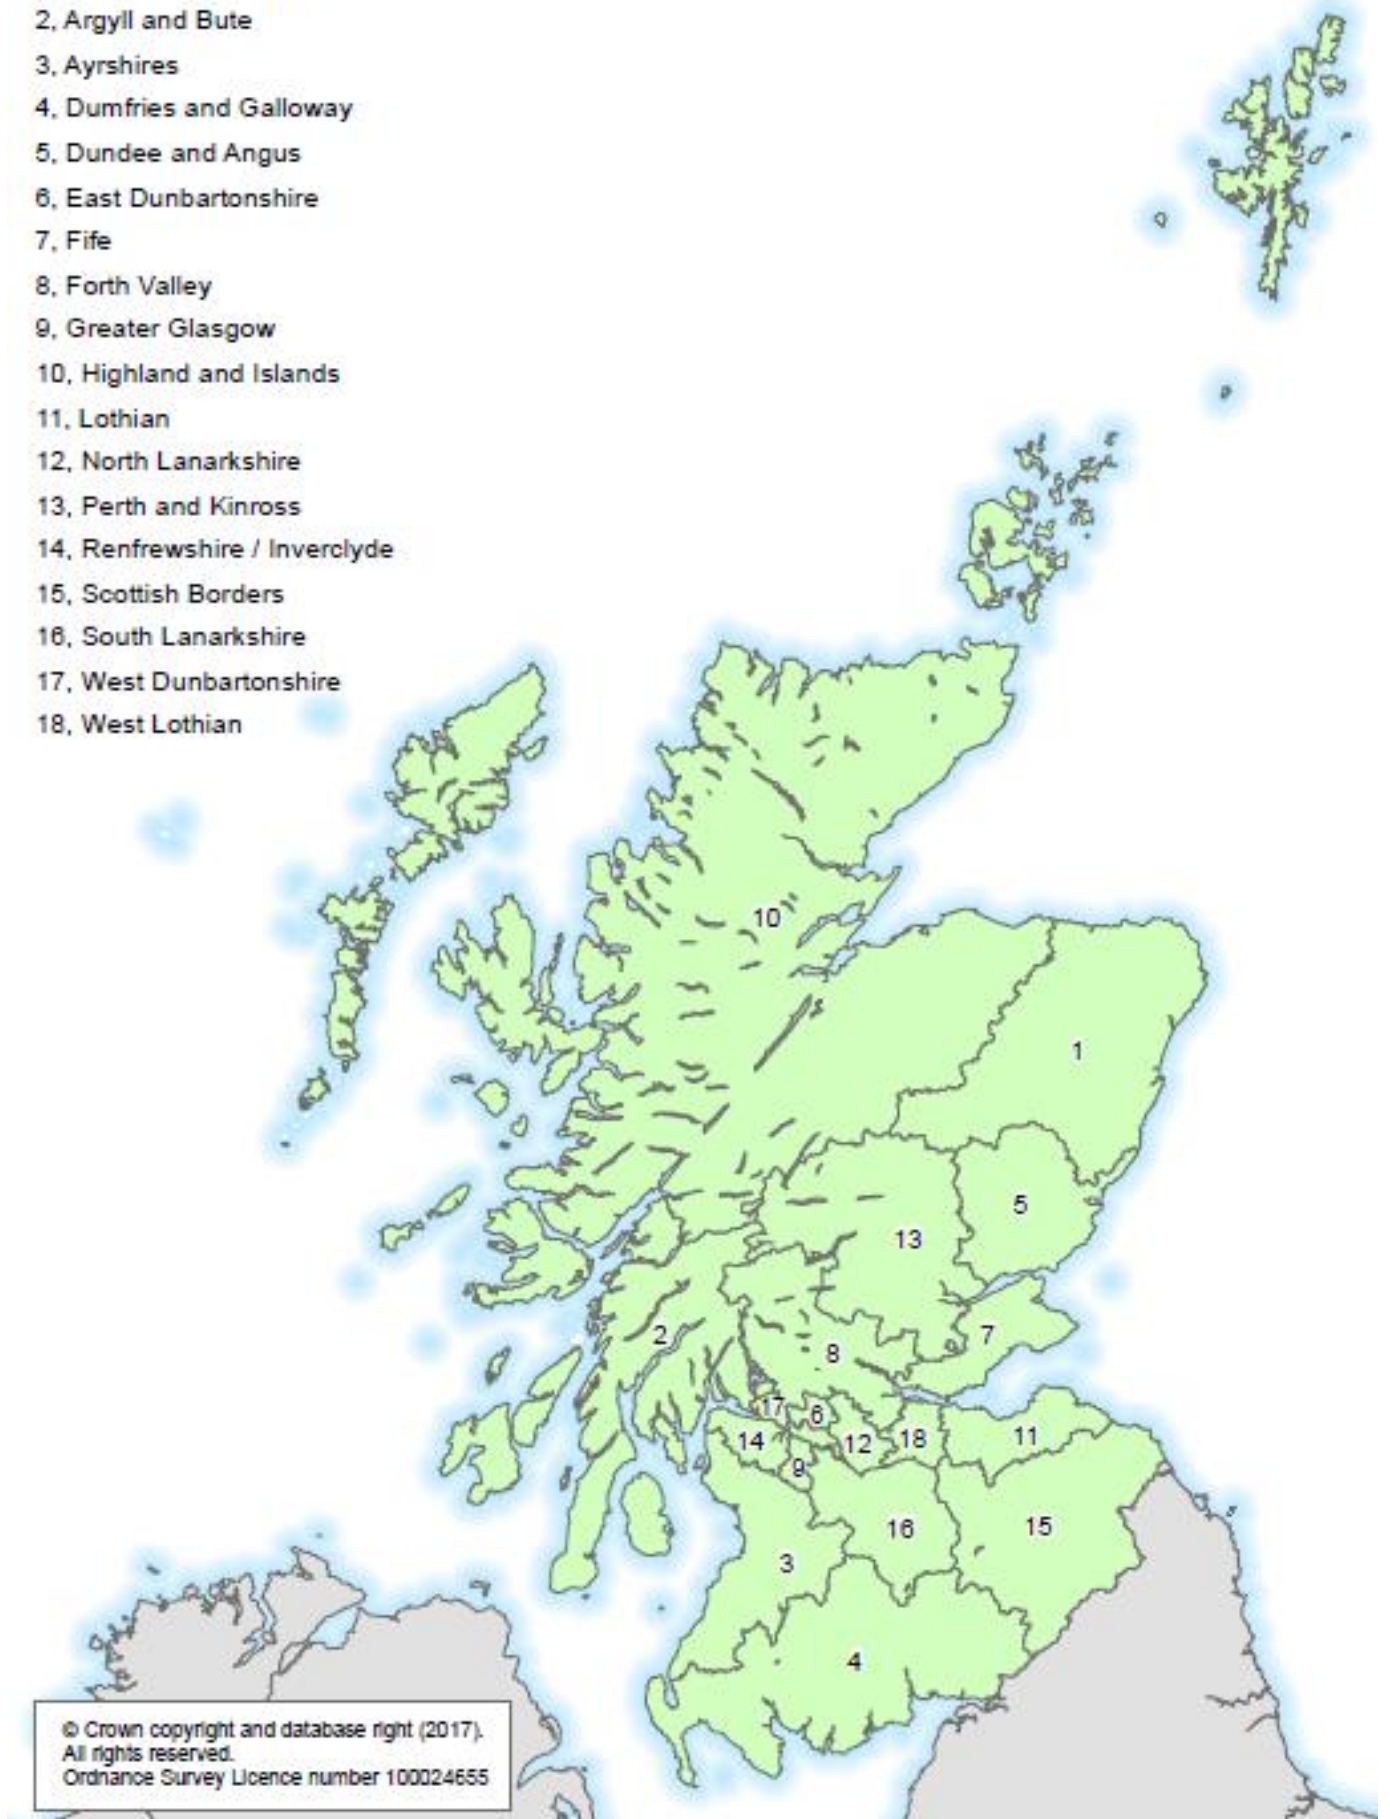 2, Argyll and Bute
3, Ayrshires
4, Dumfries and Galloway
5, Dundee and Angus
6, East Dunbartonshire
7, Fife
8, Forth Valley
9, Greater Glasgow
10, Highland and Islands
11, Lothian
12, North Lanarkshire
13, Perth and Kinross
14, Renfrewshire / Inverclyde
15, Scottish Borders
16, South Lanarkshire
17, West Dunbartonshire
18, West Lothian
10
1
5
13
2
7
8
17
6
14
12
18
11
9
16
15
3
4
© Crown copyright and database right (2017).
All rights reserved.
Ordnance Survey Licence number 100024655